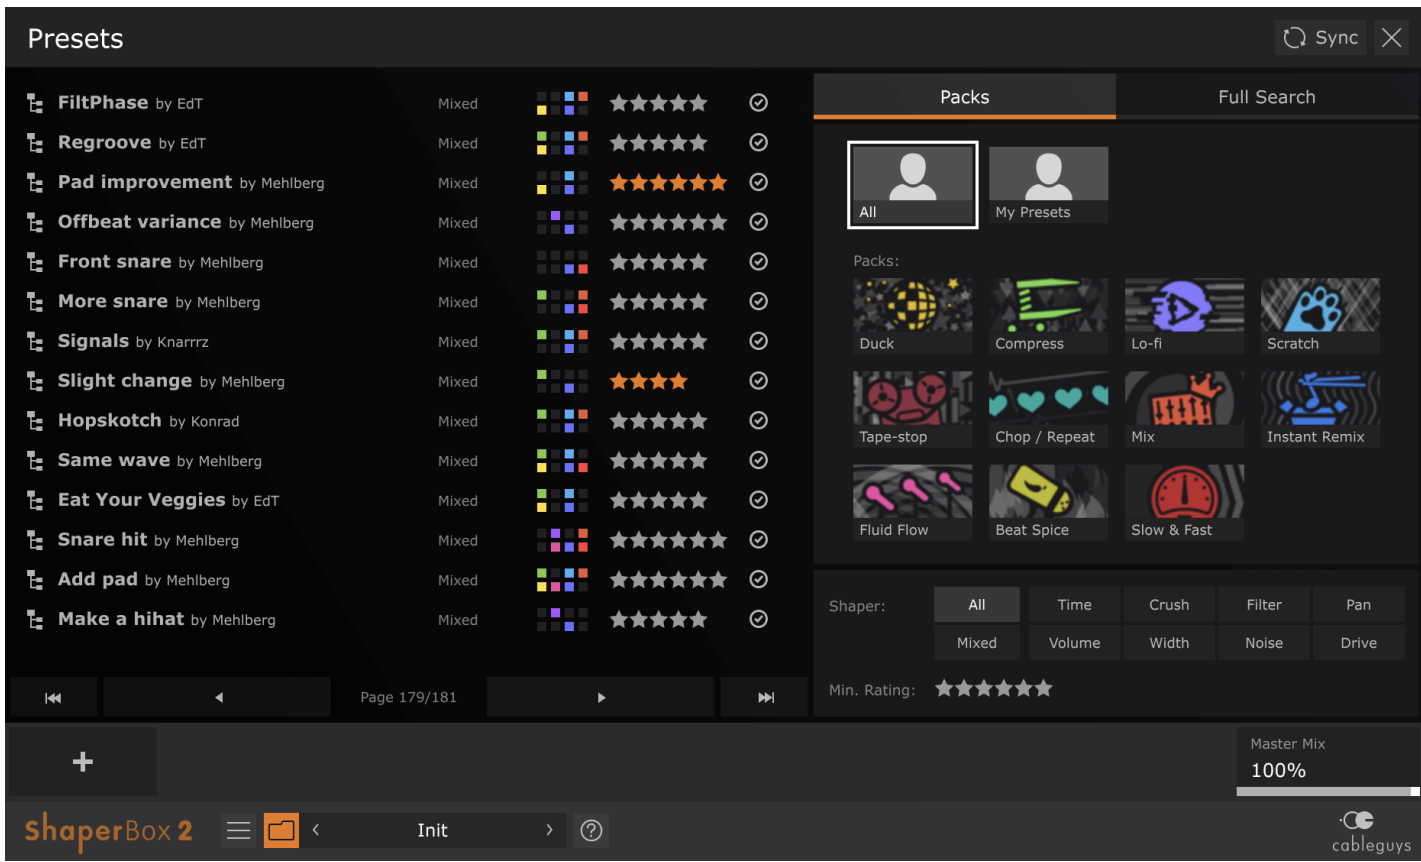 Presets
Sync
FiltPhase by EdT Mixed
Regroove by EdT Mixed
Pad improvement by Mehlberg Mixed
Offbeat variance by Mehlberg Mixed
Front snare by Mehlberg Mixed
More snare by Mehlberg Mixed
Signals by Knarrrz Mixed
Slight change by Mehlberg Mixed
Hopskotch by Konrad Mixed
Same wave by Mehlberg Mixed
Eat Your Veggies by EdT Mixed
Snare hit by Mehlberg Mixed
Add pad by Mehlberg Mixed
Make a hihat by Mehlberg Mixed
Page 179/181
Packs Full Search
All My Presets
Packs:
Duck Compress Lo-fi Scratch
Tape-stop Chop / Repeat Mix Instant Remix
Fluid Flow Beat Spice Slow & Fast
Shaper: All Time Crush Filter Pan
Mixed Volume Width Noise Drive
Min. Rating:
+
Master Mix
100%
ShaperBox 2
< Init >
?
cableguys